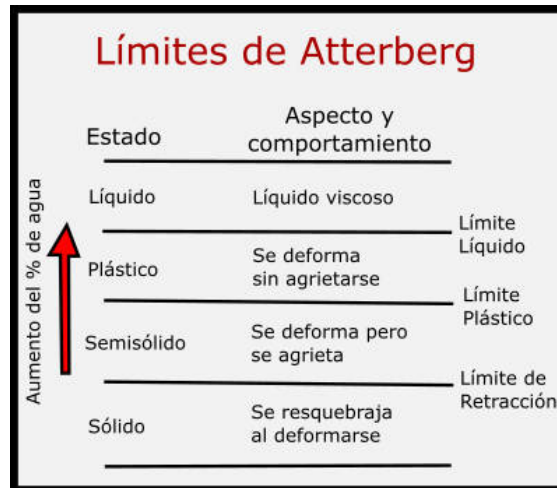 Límites de Atterberg
Estado
Aspecto y
comportamiento
Líquido
Líquido viscoso
Límite
Líquido
Plástico
Se deforma
sin agrietarse
Límite
Plástico
Semisólido
Se deforma pero
se agrieta
Límite de
Retracción
Sólido
Se resquebraja
al deformarse
Aumento del % de agua